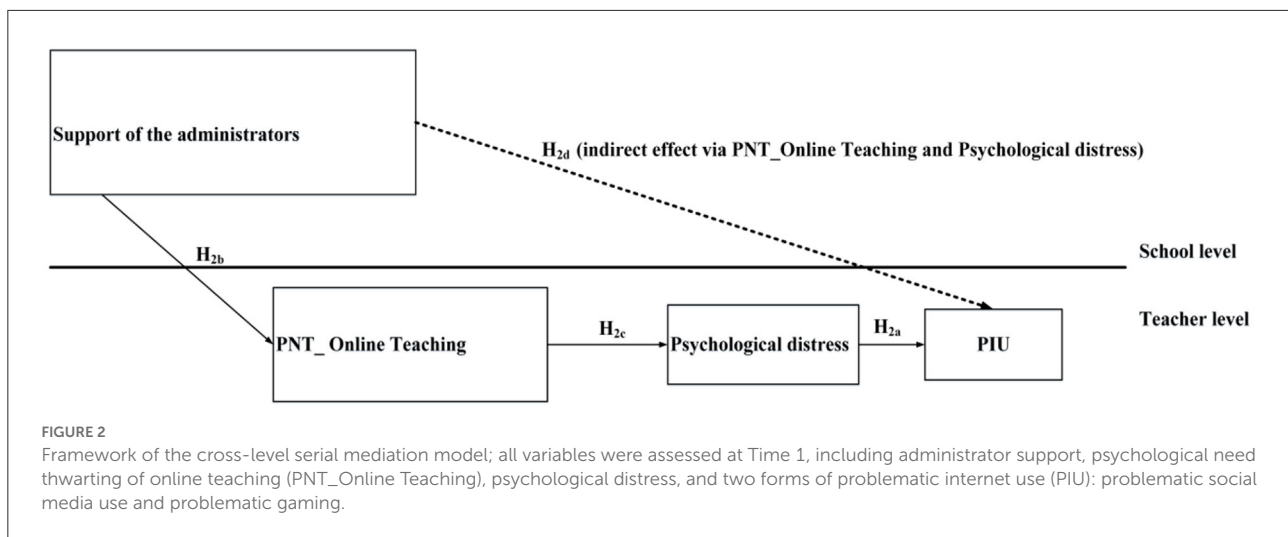 Support of the administrators
H2d (indirect effect via PNT_Online Teaching and Psychological distress)
H2b
School level
Teacher level
PNT_ Online Teaching
H2c
Psychological distress
H2a
PIU
FIGURE 2
Framework of the cross-level serial mediation model; all variables were assessed at Time 1, including administrator support, psychological need
thwarting of online teaching (PNT_Online Teaching), psychological distress, and two forms of problematic internet use (PIU): problematic social
media use and problematic gaming.